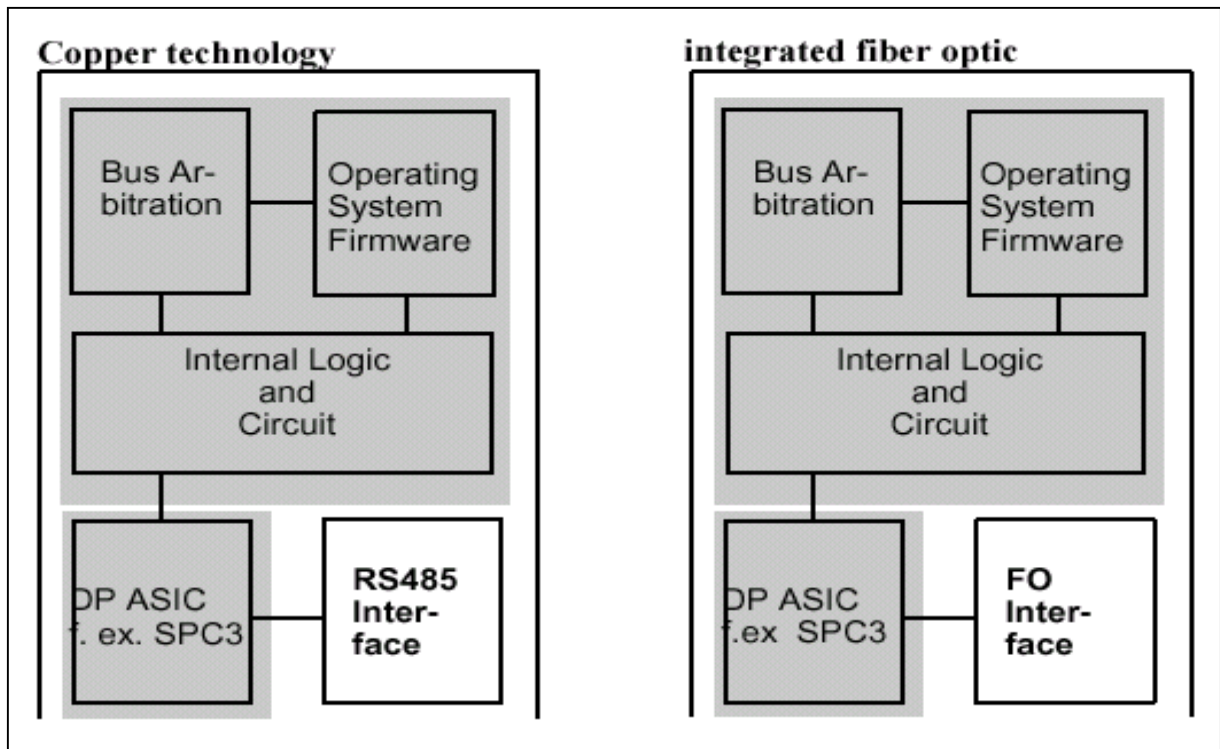 Copper technology
Bus Ar-
bitration
Operating
System
Firmware
Internal Logic
and
Circuit
DP ASIC
f. ex. SPC3
RS485
Inter-
face
integrated fiber optic
Bus Ar-
bitration
Operating
System
Firmware
Internal Logic
and
Circuit
DP ASIC
f.ex SPC3
FO
Inter-
face